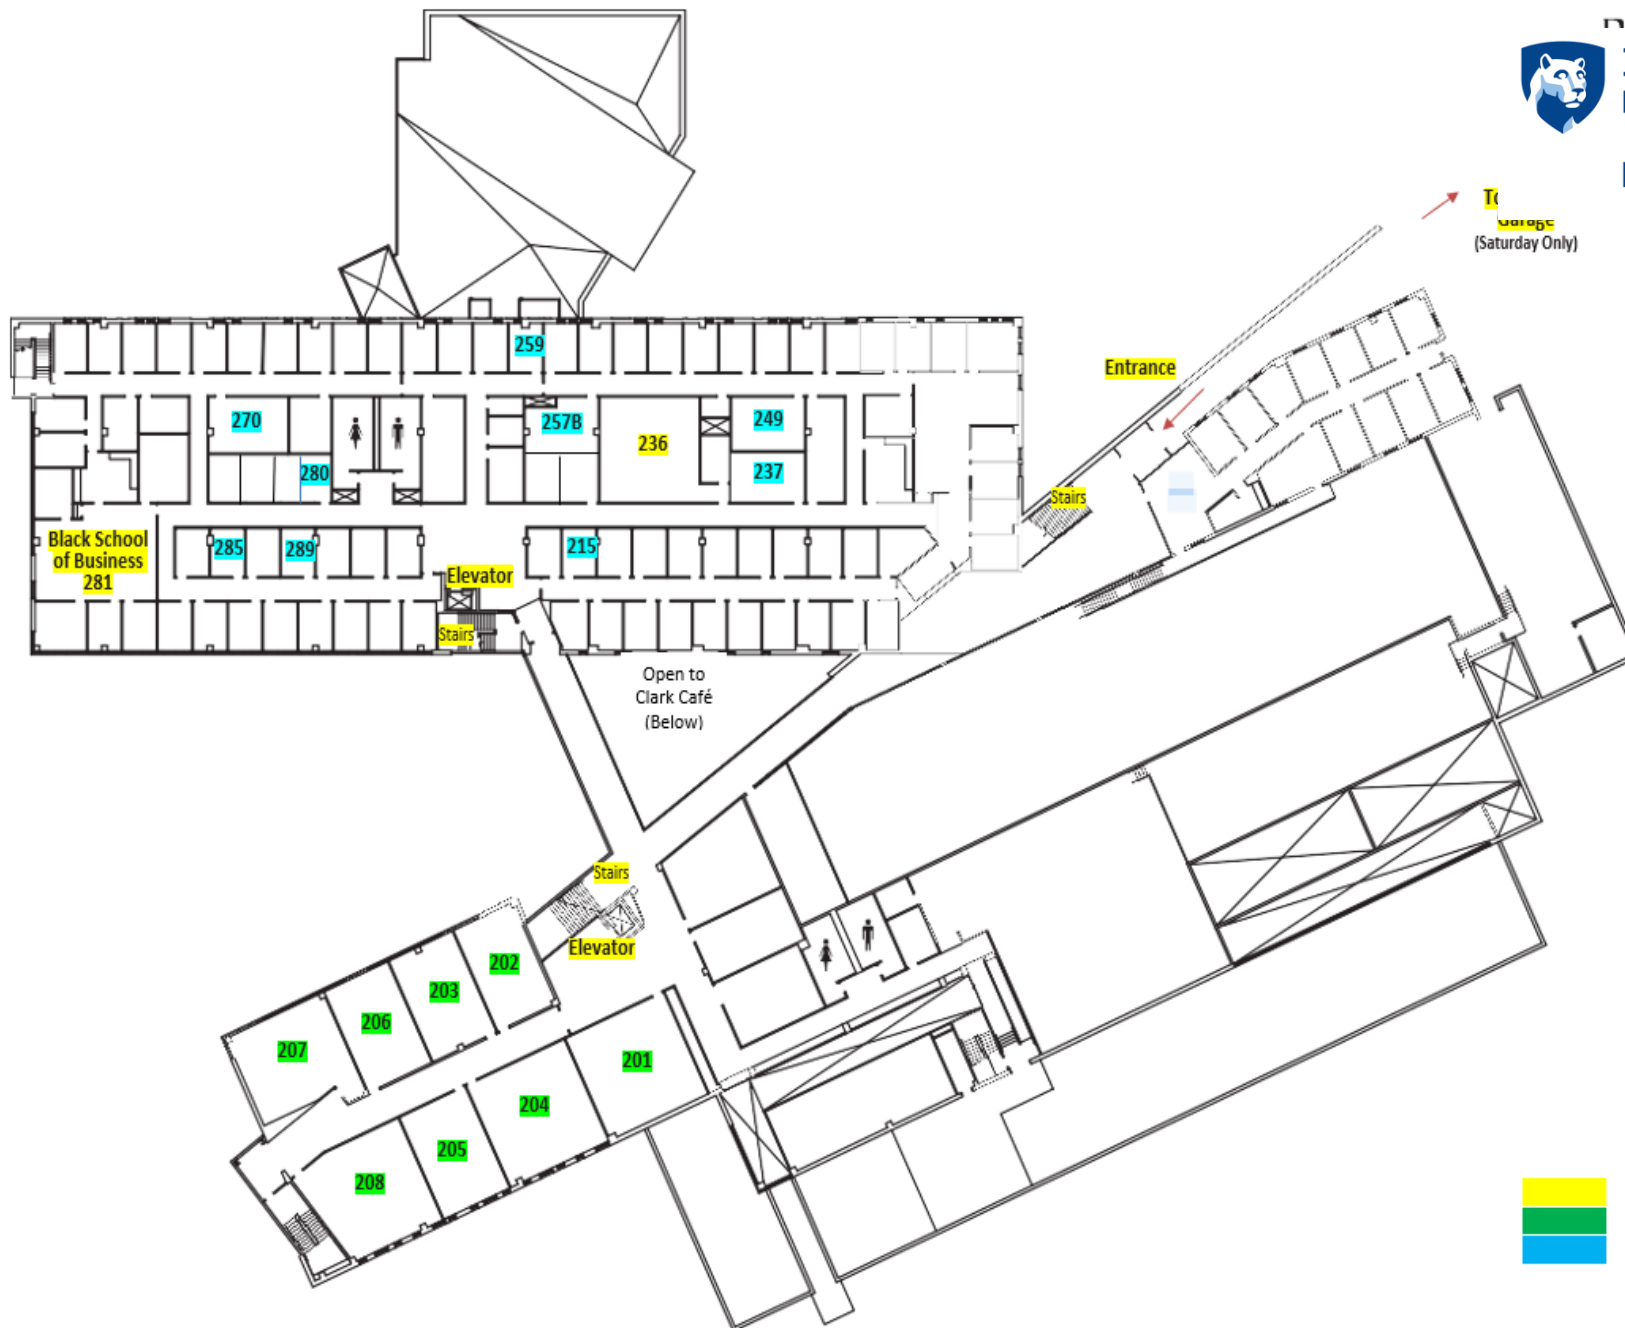 To
Garage
(Saturday Only)
Entrance
259
270
257B
236
249
280
237
Stairs
Black School
of Business
281
285
289
215
Elevator
Stairs
Open to
Clark Café
(Below)
Stairs
Elevator
202
203
206
207
201
204
205
208